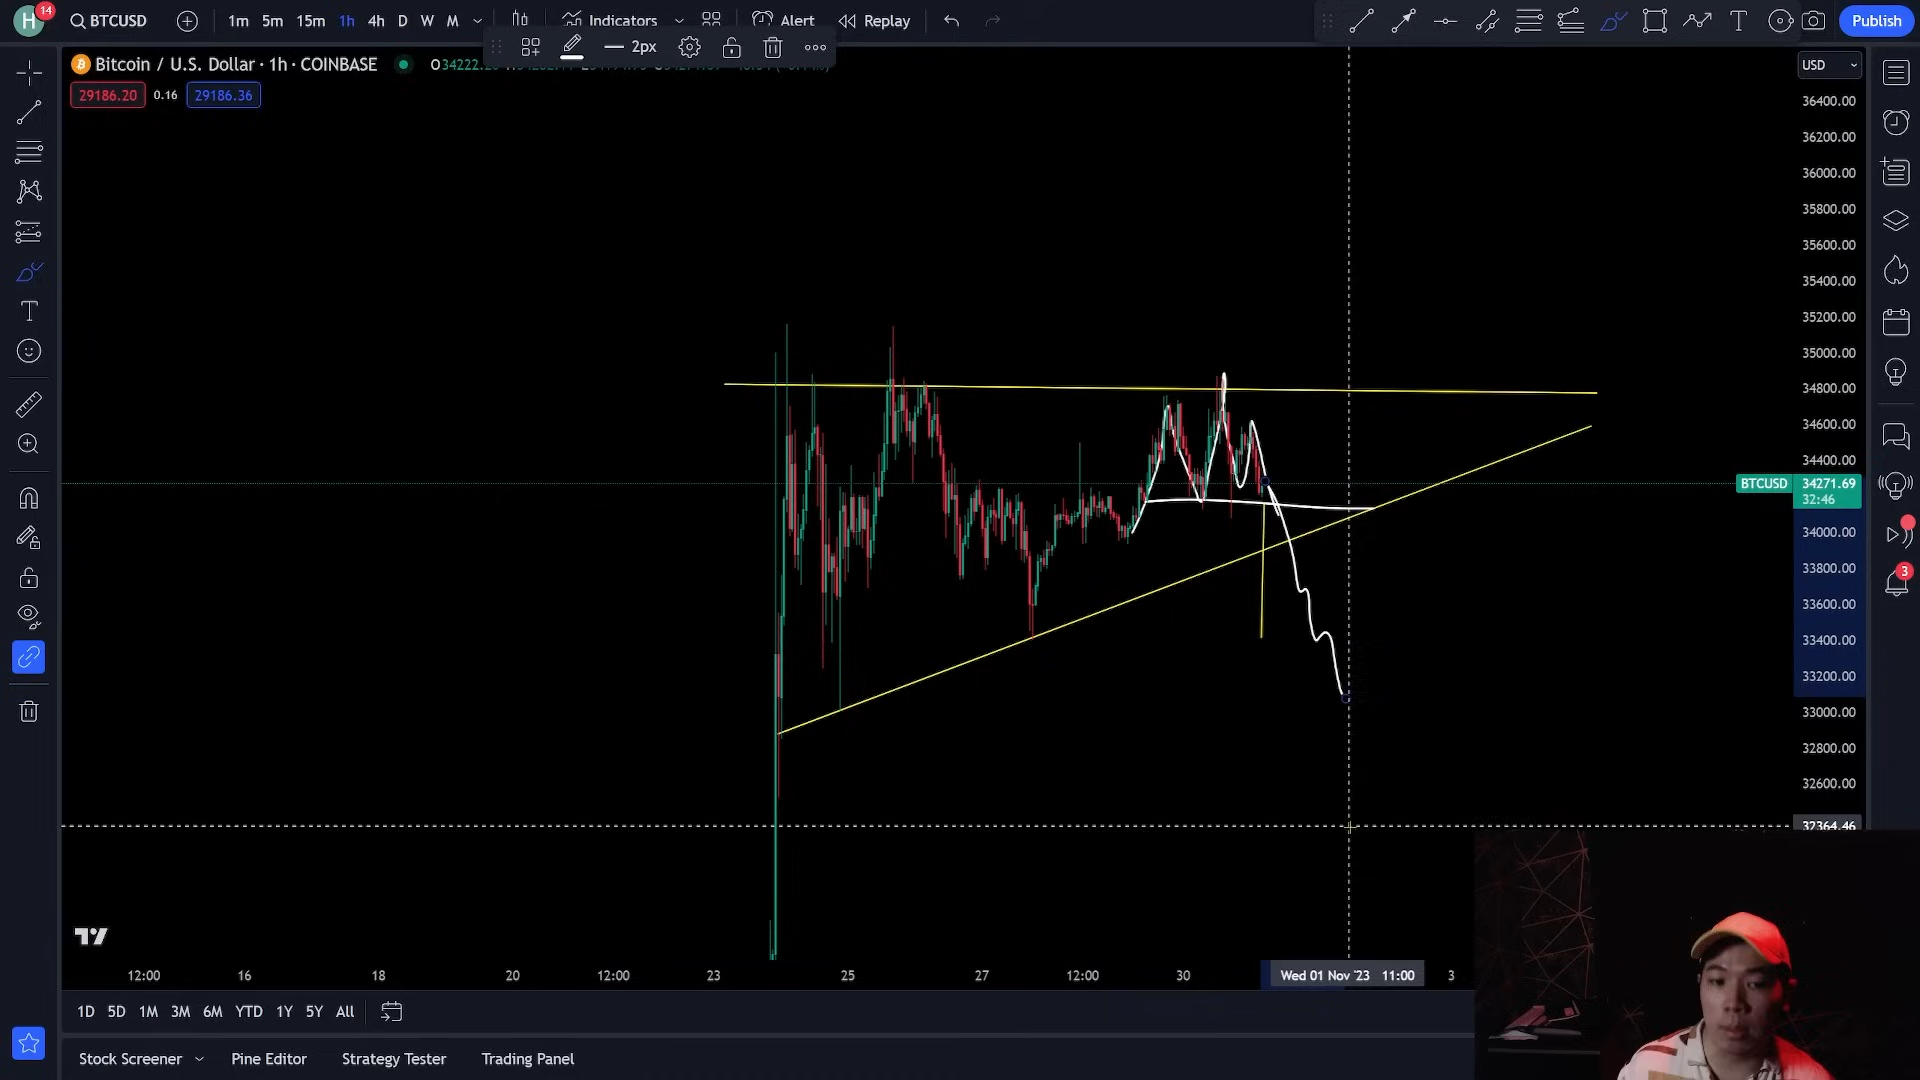 H 14 BTCUSD 1m 5m 15m 1h 4h D W M Indicators Alert Replay Publish
2px
Bitcoin / U.S. Dollar · 1h · COINBASE
USD
29186.20 0.16 29186.36
36400.00
36200.00
36000.00
35800.00
35600.00
35400.00
35200.00
35000.00
34800.00
34600.00
34400.00
BTCUSD 34271.69
32:46
34000.00
33800.00
33600.00
33400.00
33200.00
33000.00
32800.00
32600.00
32364.46
3
12:00 16 18 20 12:00 23 25 27 12:00 30 Wed 01 Nov '23 11:00 3
1D 5D 1M 3M 6M YTD 1Y 5Y All
Stock Screener Pine Editor Strategy Tester Trading Panel